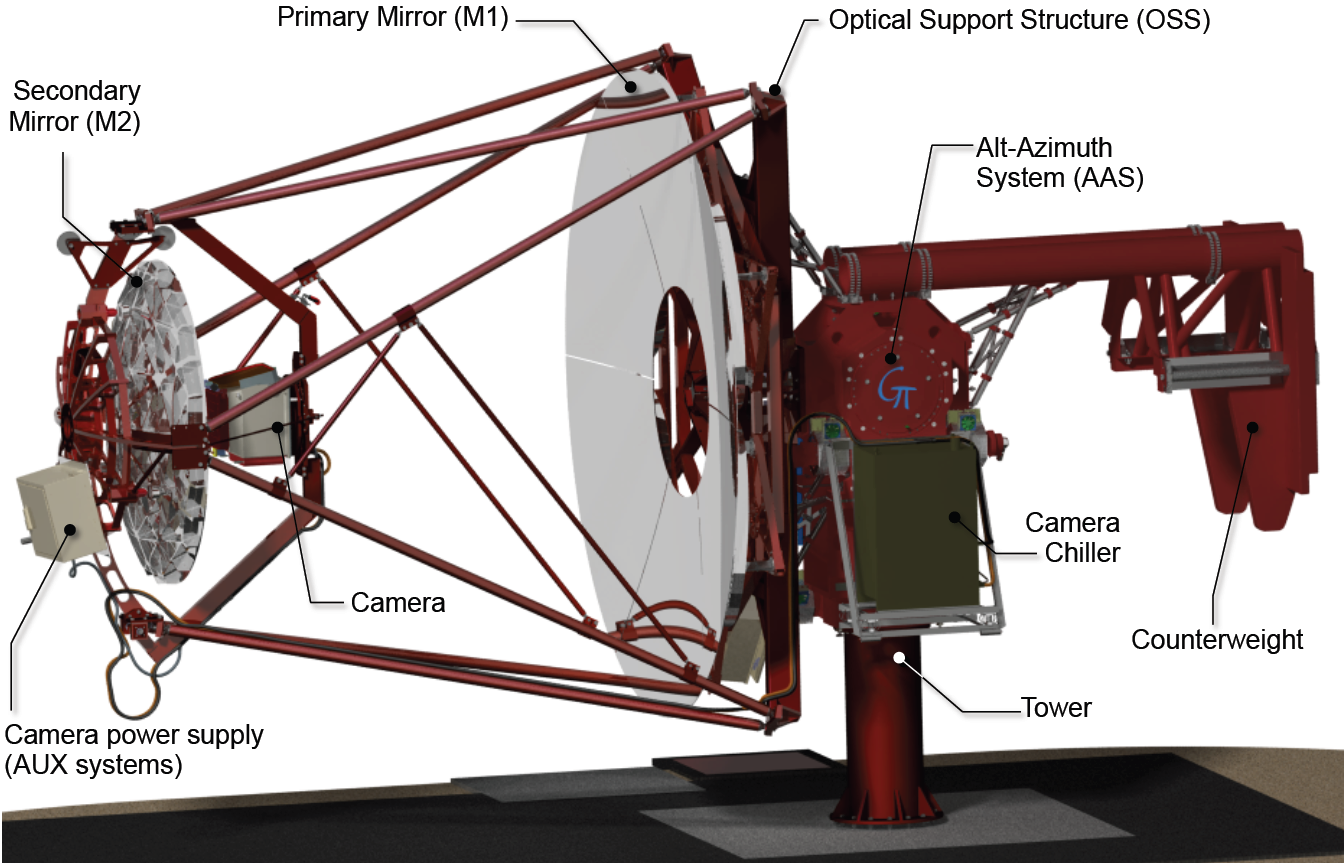 Primary Mirror (M1)
Optical Support Structure (OSS)
Secondary
Mirror (M2)
Alt-Azimuth
System (AAS)
Camera
Chiller
Camera
Counterweight
Tower
Camera power supply
(AUX systems)